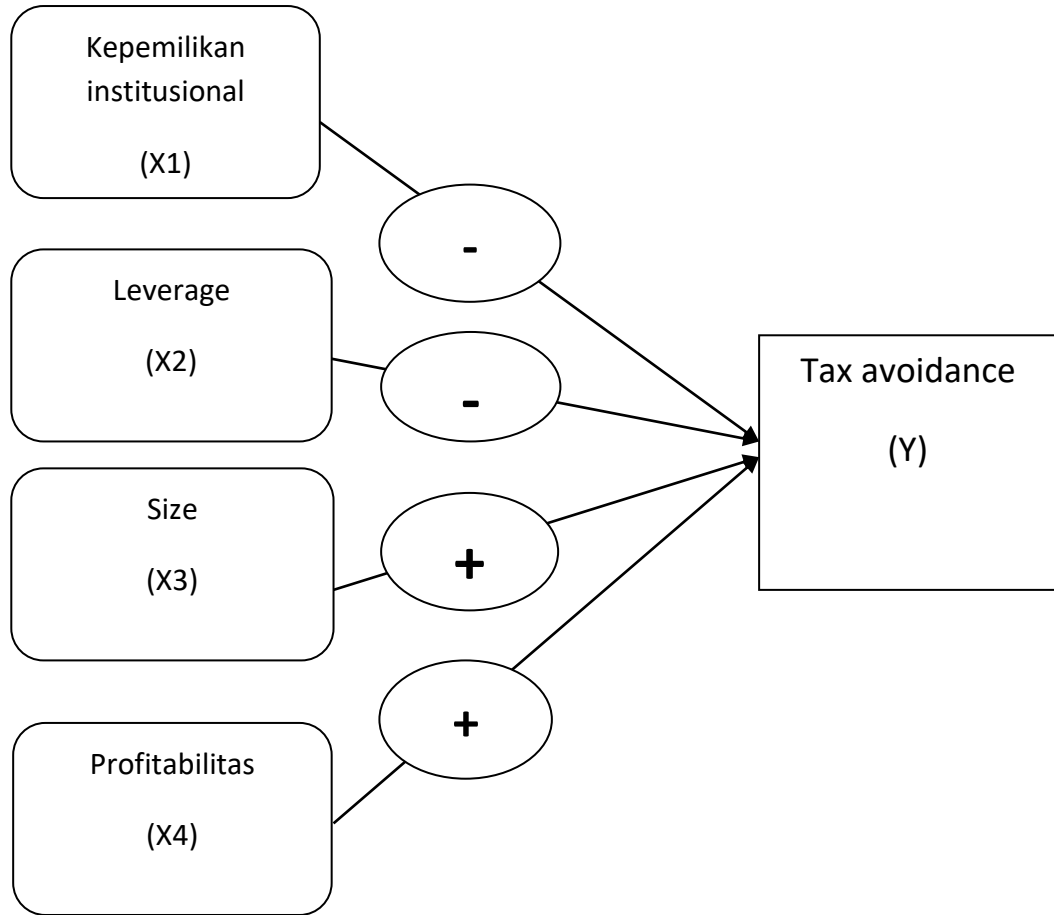 Kepemilikan
institusional
(X1)
-
Leverage
(X2)
-
Tax avoidance
(Y)
Size
(X3)
+
Profitabilitas
(X4)
+